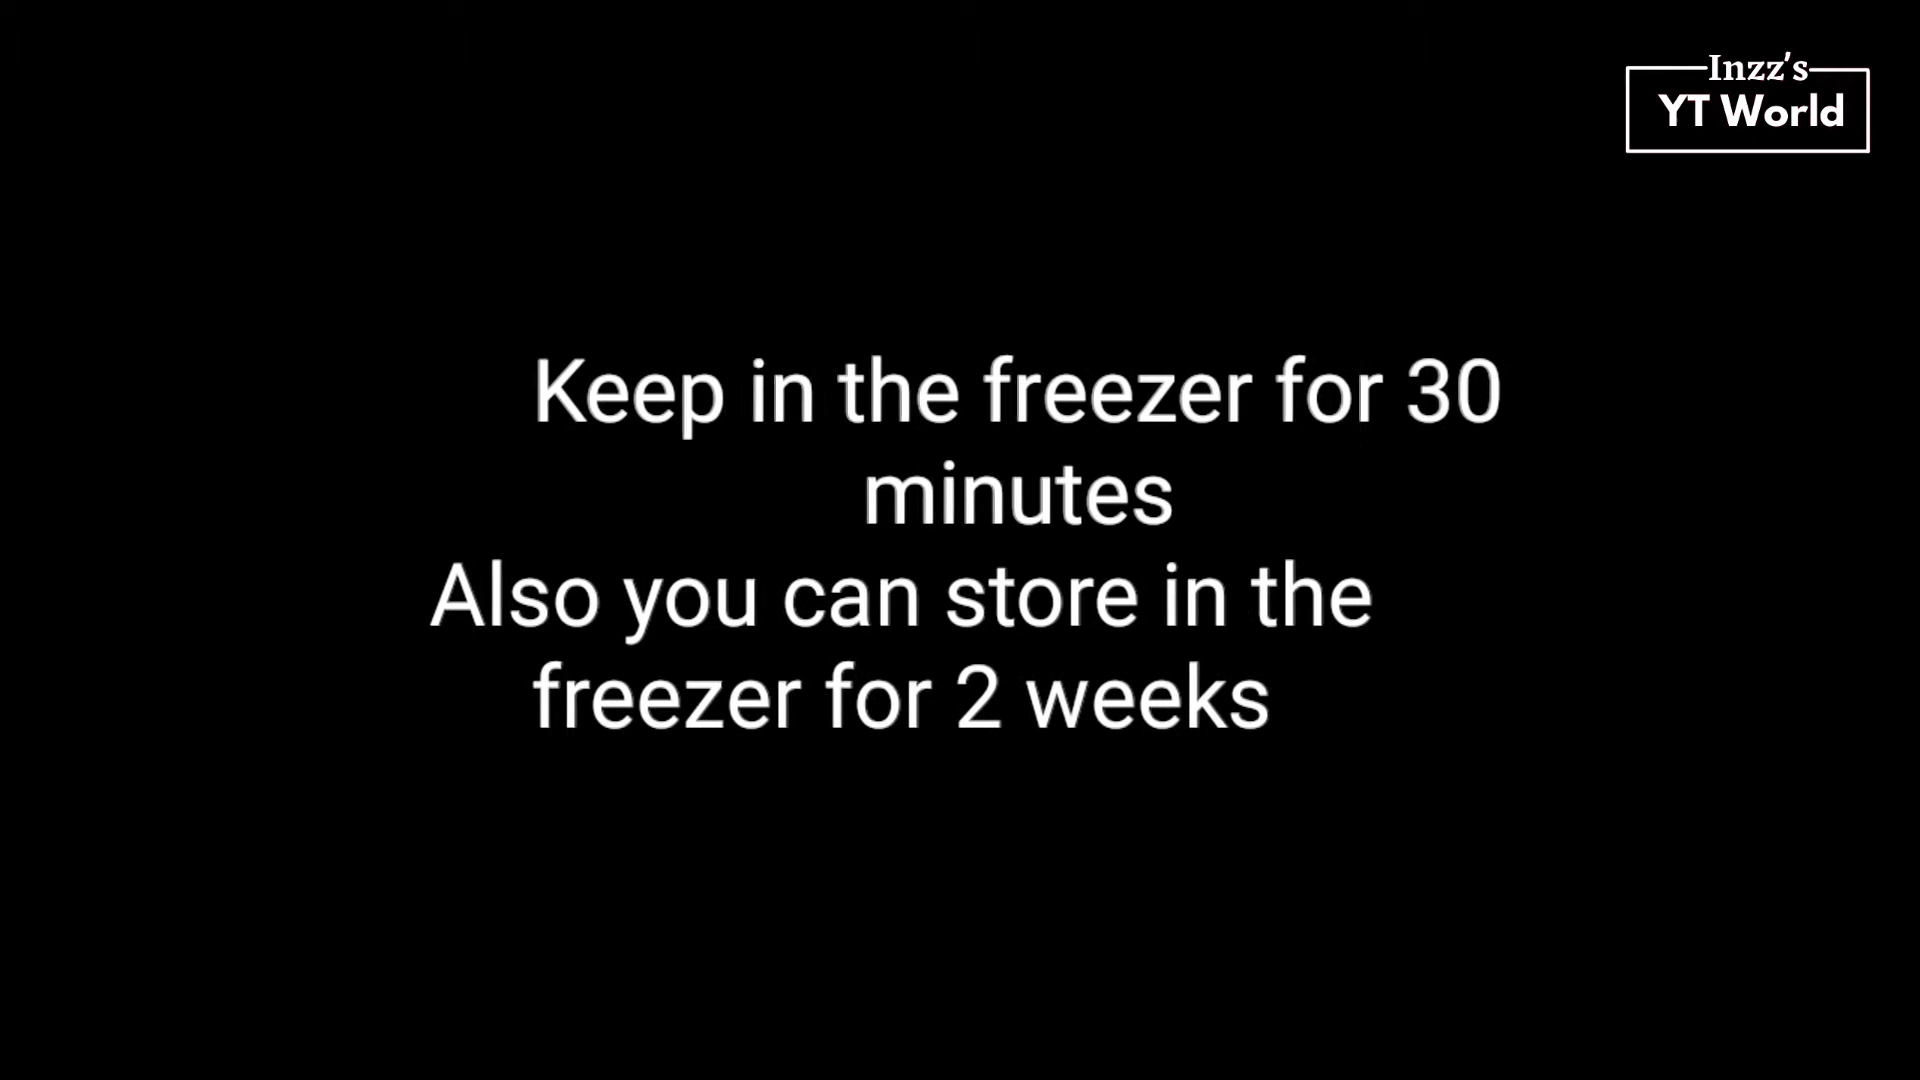 Inzz's
YT World
Keep in the freezer for 30
minutes
Also you can store in the
freezer for 2 weeks